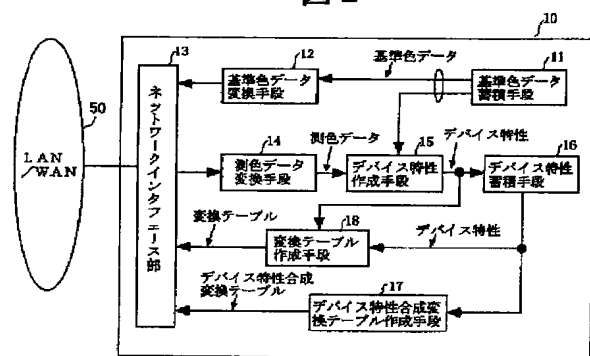 10
13
12
11
基準色データ
基準色データ
変換手段
基準色データ
蓄積手段
50
LAN
/WAN
ネットワークインタフェース部
14
測色データ
15
デバイス特性
16
測色データ
変換手段
デバイス特性
作成手段
デバイス特性
蓄積手段
18
変換テーブル
変換テーブル
作成手段
デバイス特性
デバイス特性合成
変換テーブル
17
デバイス特性合成変
換テーブル作成手段